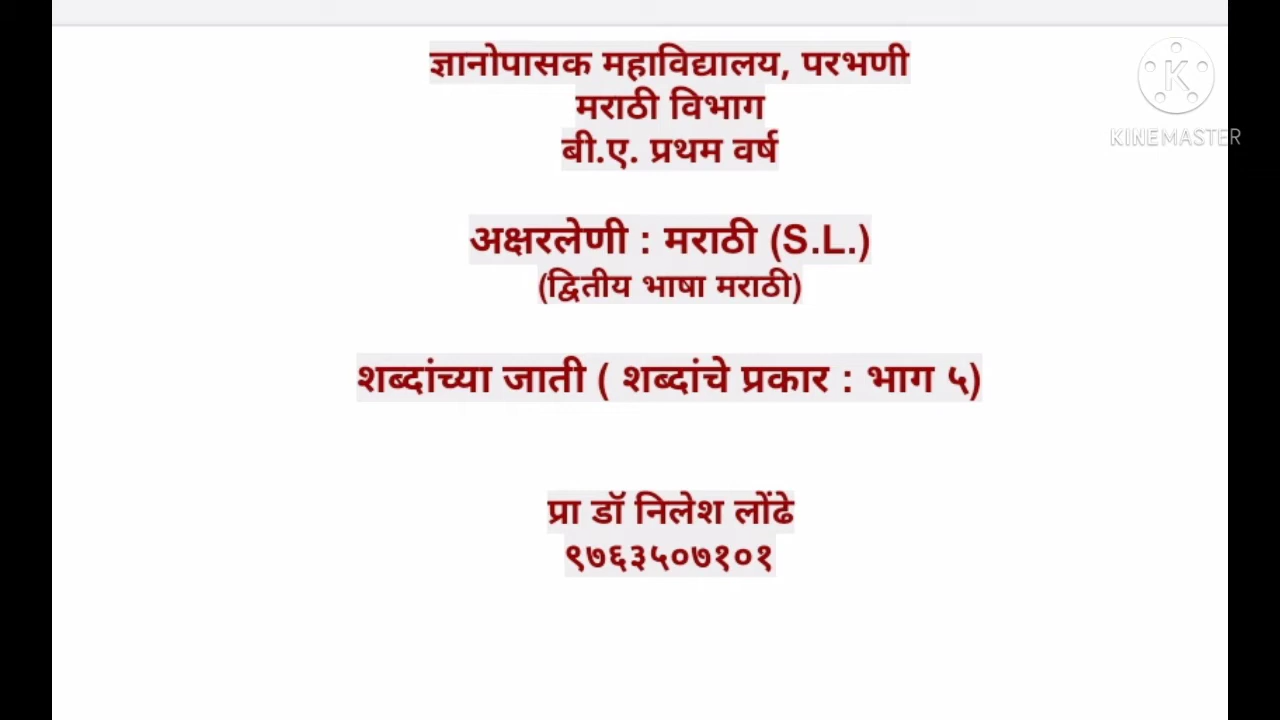 ज्ञानोपासक महाविद्यालय, परभणी
मराठी विभाग
बी.ए. प्रथम वर्ष
अक्षरलेणी : मराठी (S.L.)
(द्वितीय भाषा मराठी)
शब्दांच्या जाती ( शब्दांचे प्रकार : भाग ५)
प्रा डॉ निलेश लोंढे
९७६३५०७१०१
K
KINEMASTER